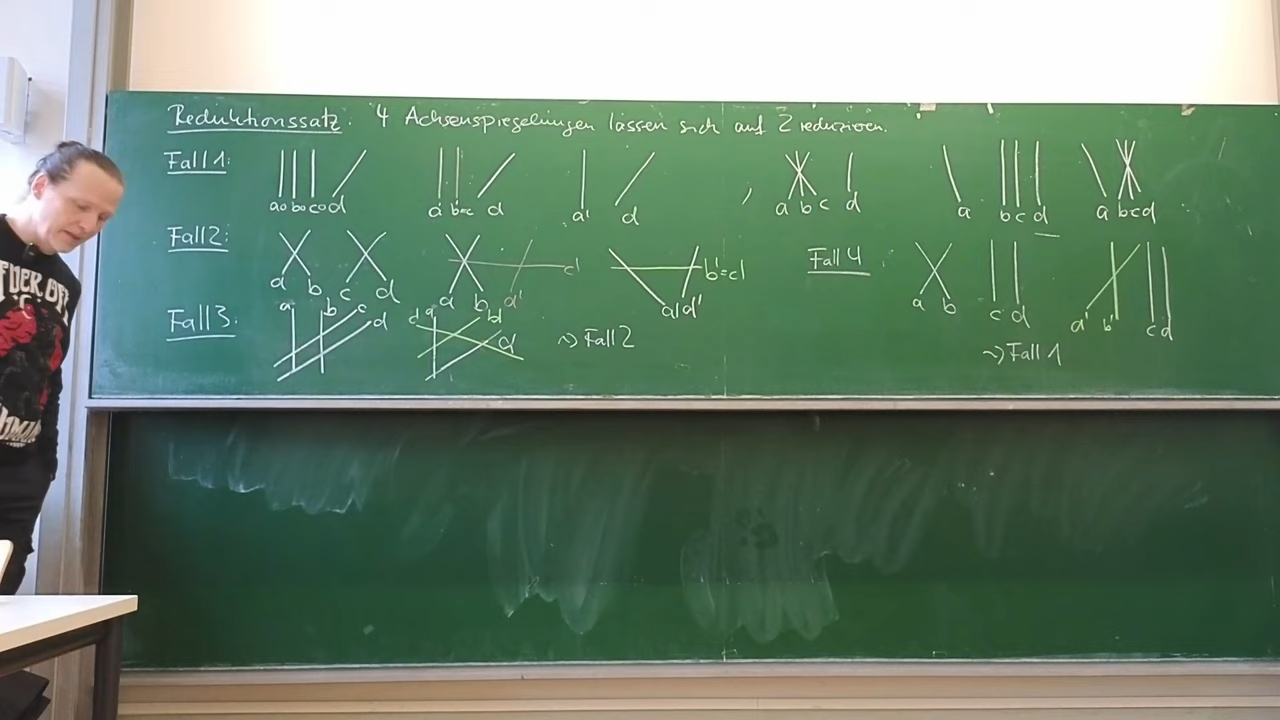 Reduktionssatz: 4 Achsenspiegelungen lassen sich auf 2 reduzieren.
Fall 1: a∘b∘c∘d a b=c d a' d , a b c d a b c d a b c d
Fall 2: a b c d a b d' c' a' d' b'=c'
Fall 3: a b c d d a' b' ~> Fall 2
Fall 4 a b c d a' b' c d
~> Fall 1